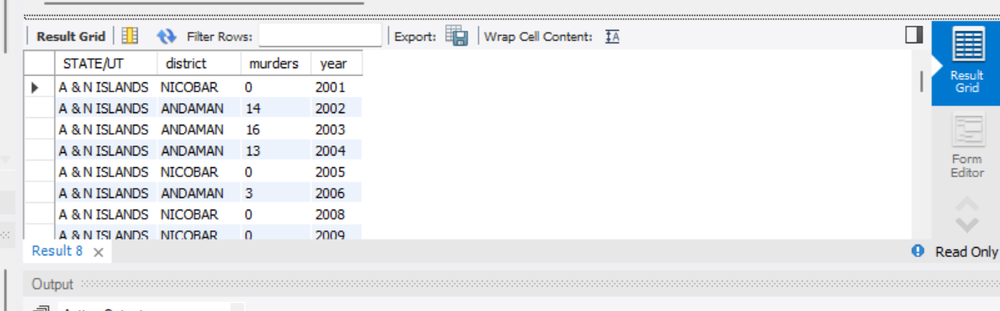 Result Grid Filter Rows: Export: Wrap Cell Content:
STATE/UT district murders year
A & N ISLANDS NICOBAR 0 2001
A & N ISLANDS ANDAMAN 14 2002
A & N ISLANDS ANDAMAN 16 2003
A & N ISLANDS ANDAMAN 13 2004
A & N ISLANDS NICOBAR 0 2005
A & N ISLANDS ANDAMAN 3 2006
A & N ISLANDS NICOBAR 0 2008
A & N ISLANDS NICOBAR 0 2009
Result
Grid
Form
Editor
Result 8 Read Only
Output